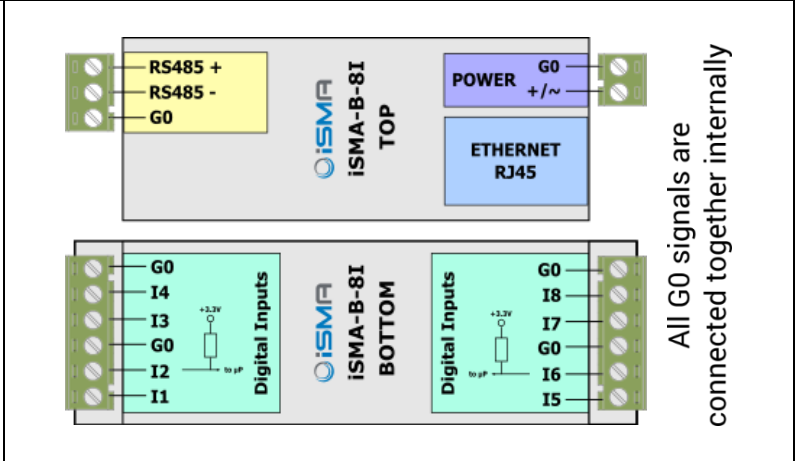 RS485 +
RS485 -
G0
iSMA
iSMA-B-8I
TOP
POWER
G0
+/~
ETHERNET
RJ45
All G0 signals are
connected together internally
G0
I4
I3
G0
I2
I1
+3.3V
to µP
Digital Inputs
iSMA
iSMA-B-8I
BOTTOM
Digital Inputs
+3.3V
to µP
G0
I8
I7
G0
I6
I5